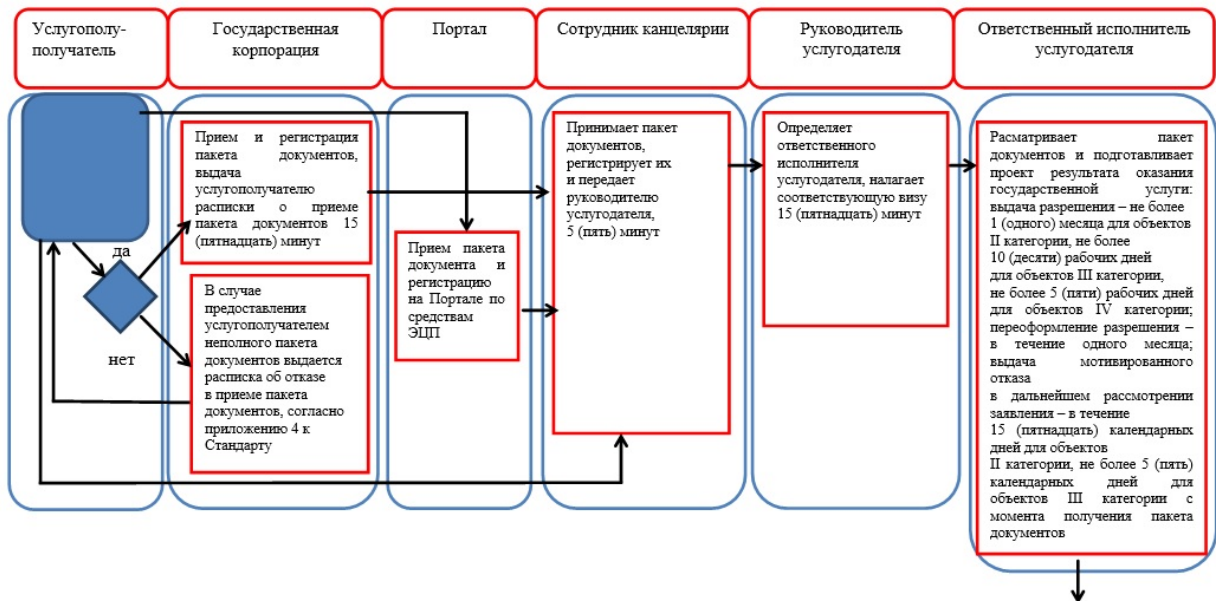 Услугополу-
получатель
Государственная
корпорация
Портал
Сотрудник канцелярии
Руководитель
услугодателя
Ответственный исполнитель
услугодателя
да
нет
Прием и регистрация
пакета документов,
выдача
услугополучателю
расписки о приеме
пакета документов 15
(пятнадцать) минут
В случае
предоставления
услугополучателем
неполного пакета
документов выдается
расписка об отказе
в приеме пакета
документов, согласно
приложению 4 к
Стандарту
Прием пакета
документа и
регистрацию
на Портале по
средствам
ЭЦП
Принимает пакет
документов,
регистрирует их
и передает
руководителю
услугодателя,
5 (пять) минут
Определяет
ответственного
исполнителя
услугодателя, налагает
соответствующую визу
15 (пятнадцать) минут
Расматривает пакет
документов и подготавливает
проект результата оказания
государственной услуги:
выдача разрешения – не более
1 (одного) месяца для объектов
II категории, не более
10 (десяти) рабочих дней
для объектов III категории,
не более 5 (пяти) рабочих дней
для объектов IV категории;
переоформление разрешения –
в течение одного месяца;
выдача мотивированного
отказа
в дальнейшем рассмотрении
заявления – в течение
15 (пятнадцать) календарных
дней для объектов
II категории, не более 5 (пять)
календарных дней для
объектов III категории с
момента получения пакета
документов